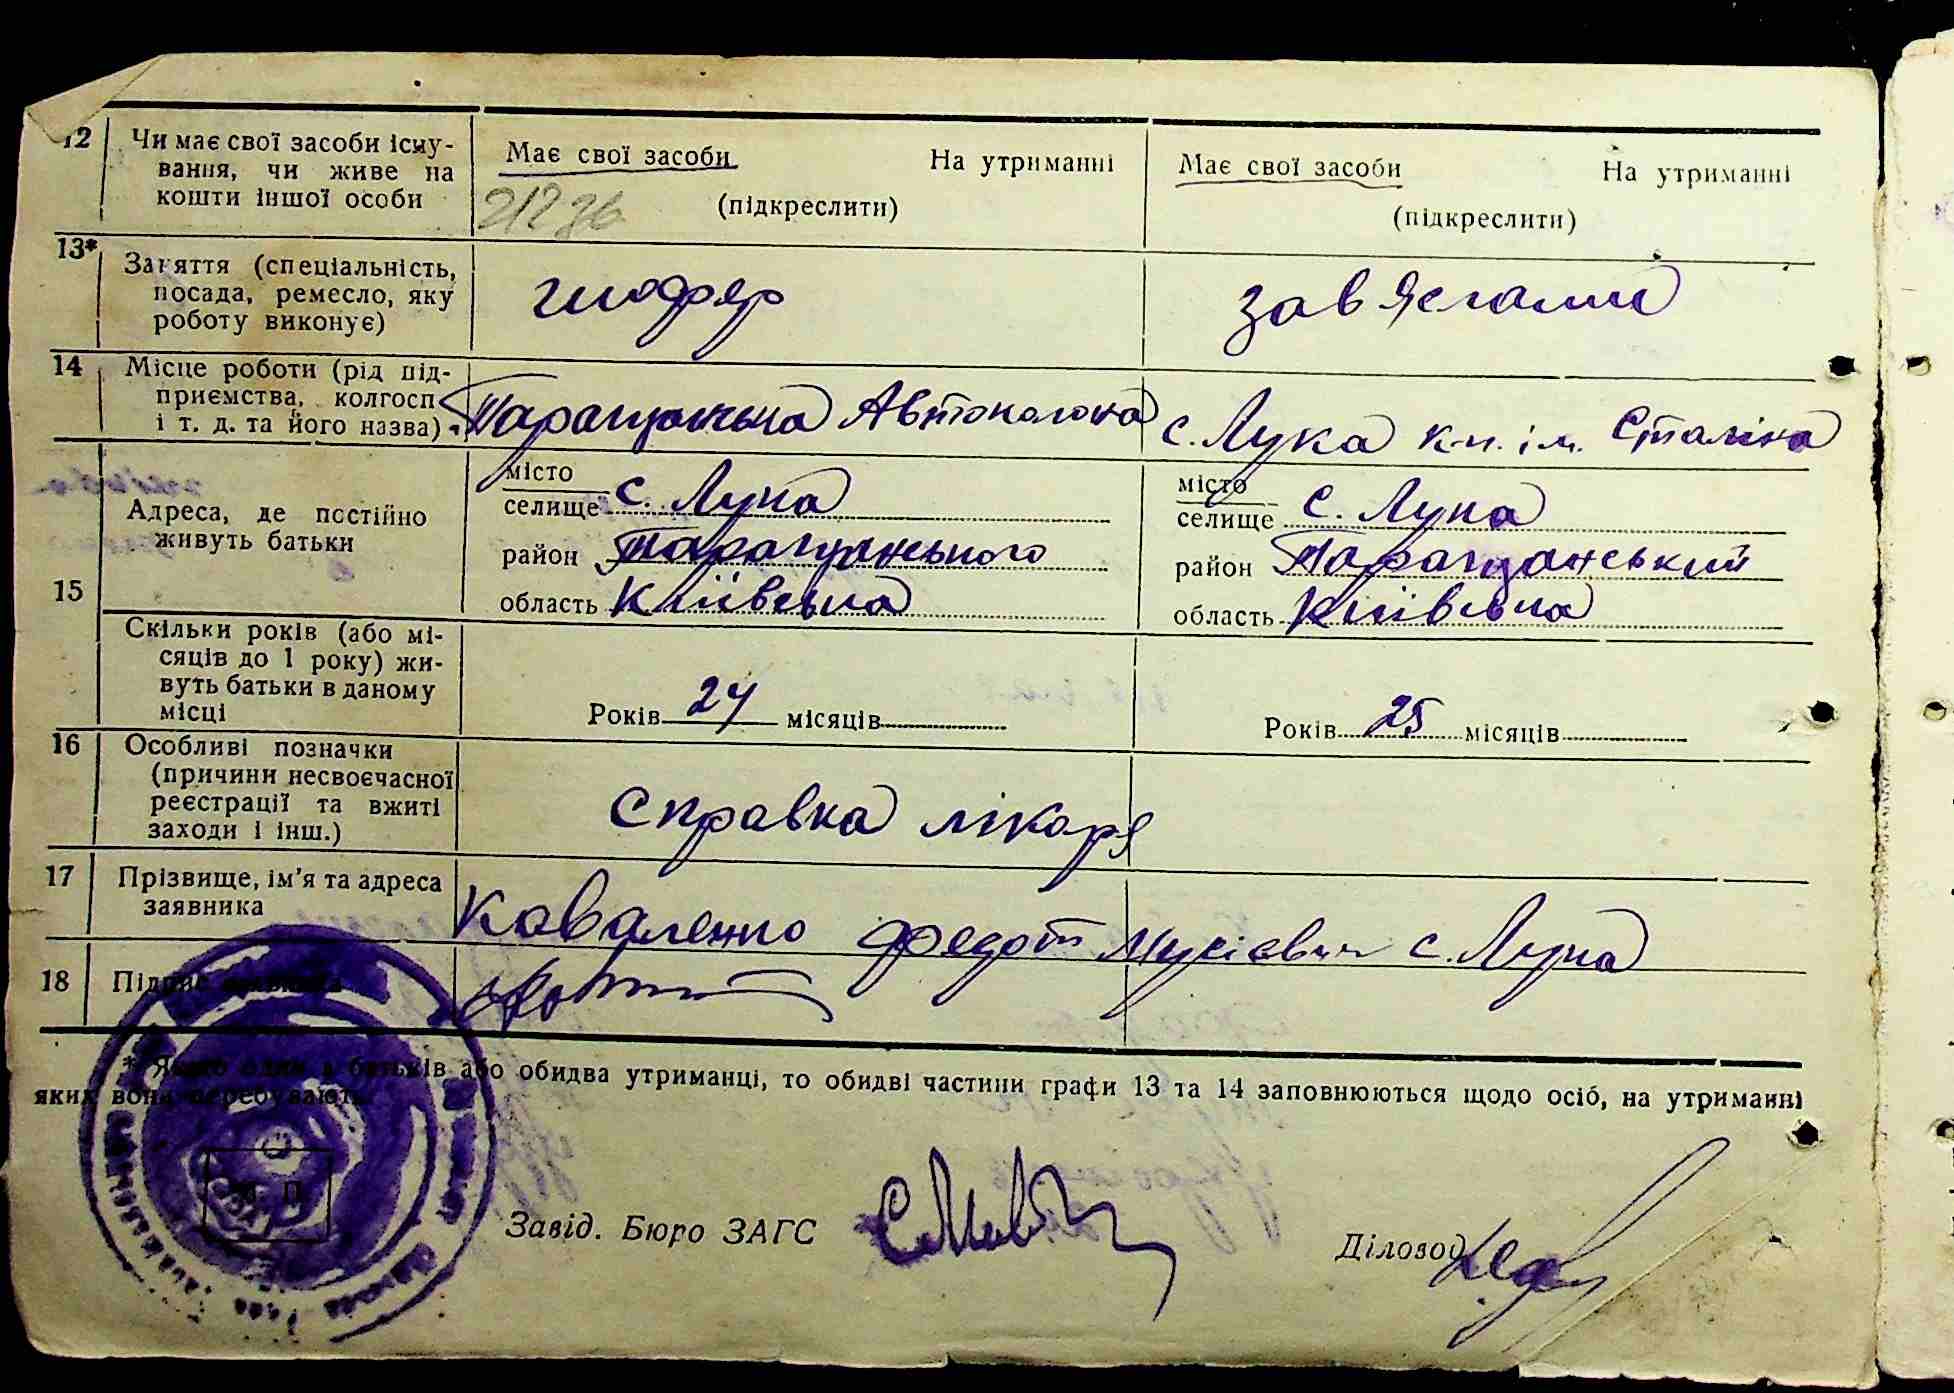 12 Чи має свої засоби існу- Має свої засоби На утриманні Має свої засоби На утриманні
вання, чи живе на
кошти іншої особи 21236 (підкреслити) (підкреслити)
13* Заняття (спеціальність, шофер зав яслами
посада, ремесло, яку
роботу виконує)
14 Місце роботи (рід під-
приємства, колгосп Таращанська Автоколона с. Лука к-п. ім. Сталіна
і т. д. та його назва)
місто місто
селище с. Лука селище с. Лука
Адреса, де постійно
живуть батьки район Таращанського район Таращанський
15 область Київська область Київська
Скільки років (або мі-
сяців до 1 року) жи-
вуть батьки в даному
місці Років 24 місяців Років 25 місяців
16 Особливі позначки
(причини несвоєчасної
реєстрації та вжиті справка лікаря
заходи і інш.)
17 Прізвище, ім'я та адреса
заявника Коваленко Федот Мусієвич с. Лука
18 Підпис заявника
* Якщо один з батьків або обидва утриманці, то обидві частини графи 13 та 14 заповнюються щодо осіб, на утриманні
яких вони перебувають.
М. П.
Завід. Бюро ЗАГС Діловод